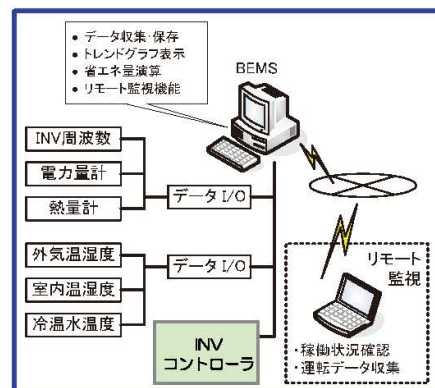 ● データ収集・保存
● トレンドグラフ表示
● 省エネ量演算
● リモート監視機能
BEMS
INV周波数
電力量計
熱量計
データ I/O
外気温湿度
室内温湿度
冷温水温度
データ I/O
INV
コントローラ
リモート
監視
・稼働状況確認
・運転データ収集